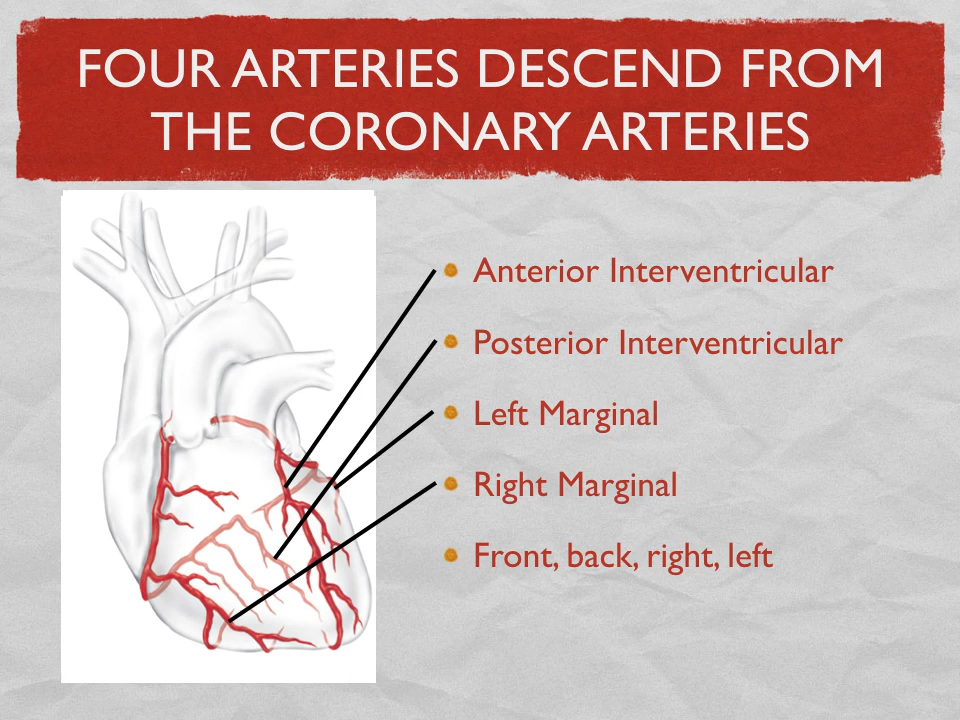 FOUR ARTERIES DESCEND FROM
THE CORONARY ARTERIES
Anterior Interventricular
Posterior Interventricular
Left Marginal
Right Marginal
Front, back, right, left